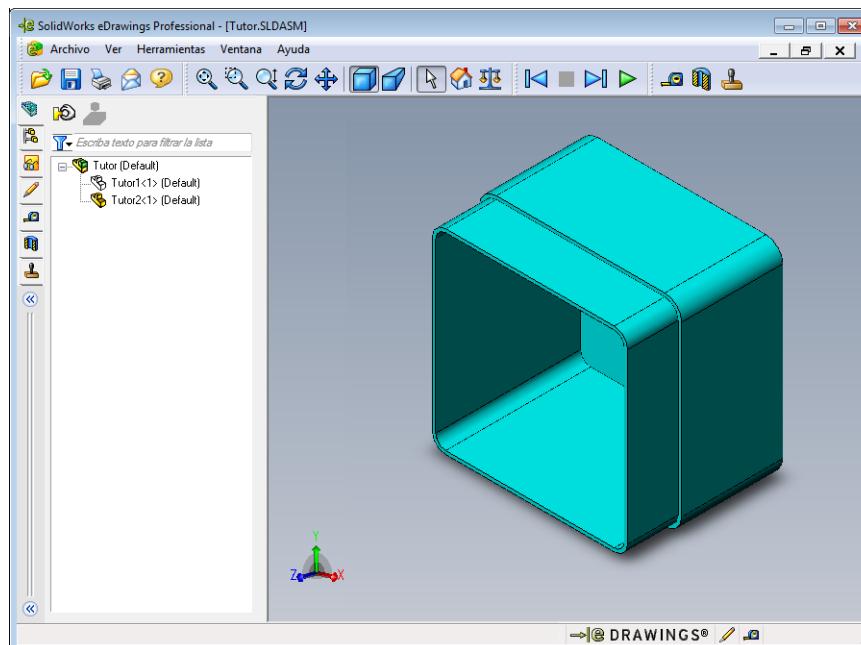 SolidWorks eDrawings Professional - [Tutor.SLDASM]
Archivo Ver Herramientas Ventana Ayuda
Escriba texto para filtrar la lista
Tutor (Default)
Tutor1<1> (Default)
Tutor2<1> (Default)
Y
Z X
e DRAWINGS®